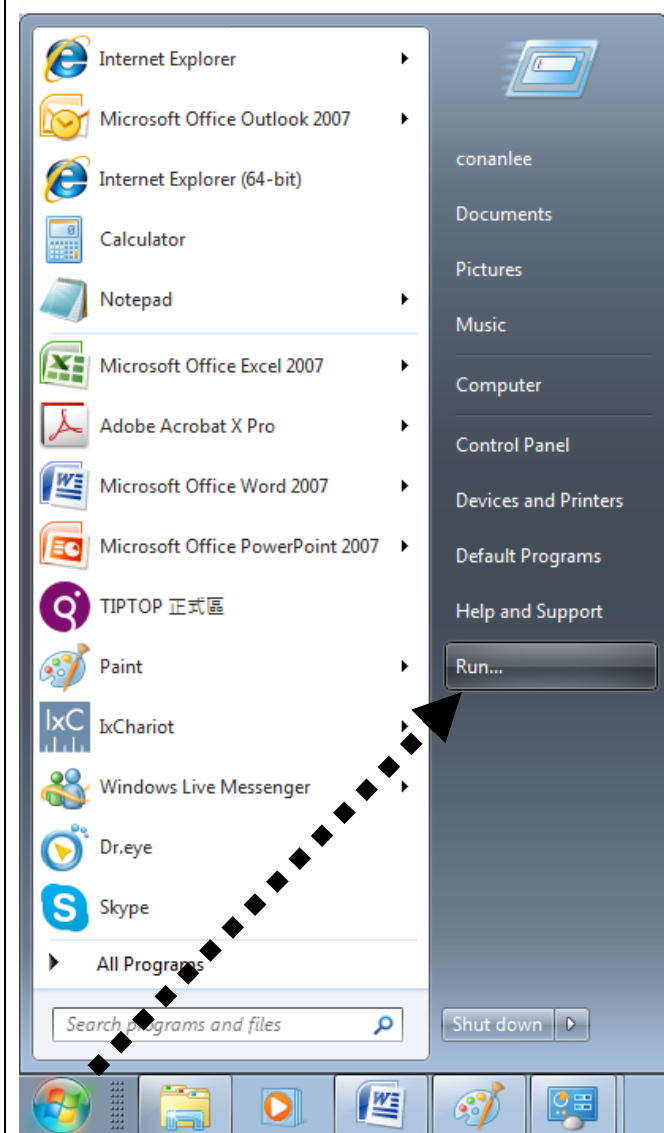 Internet Explorer
Microsoft Office Outlook 2007
Internet Explorer (64-bit)
Calculator
Notepad
Microsoft Office Excel 2007
Adobe Acrobat X Pro
Microsoft Office Word 2007
Microsoft Office PowerPoint 2007
TIPTOP 正式區
Paint
IxC
IxChariot
Windows Live Messenger
Dr.eye
Skype
All Programs
Search programs and files
conanlee
Documents
Pictures
Music
Computer
Control Panel
Devices and Printers
Default Programs
Help and Support
Run...
Shut down